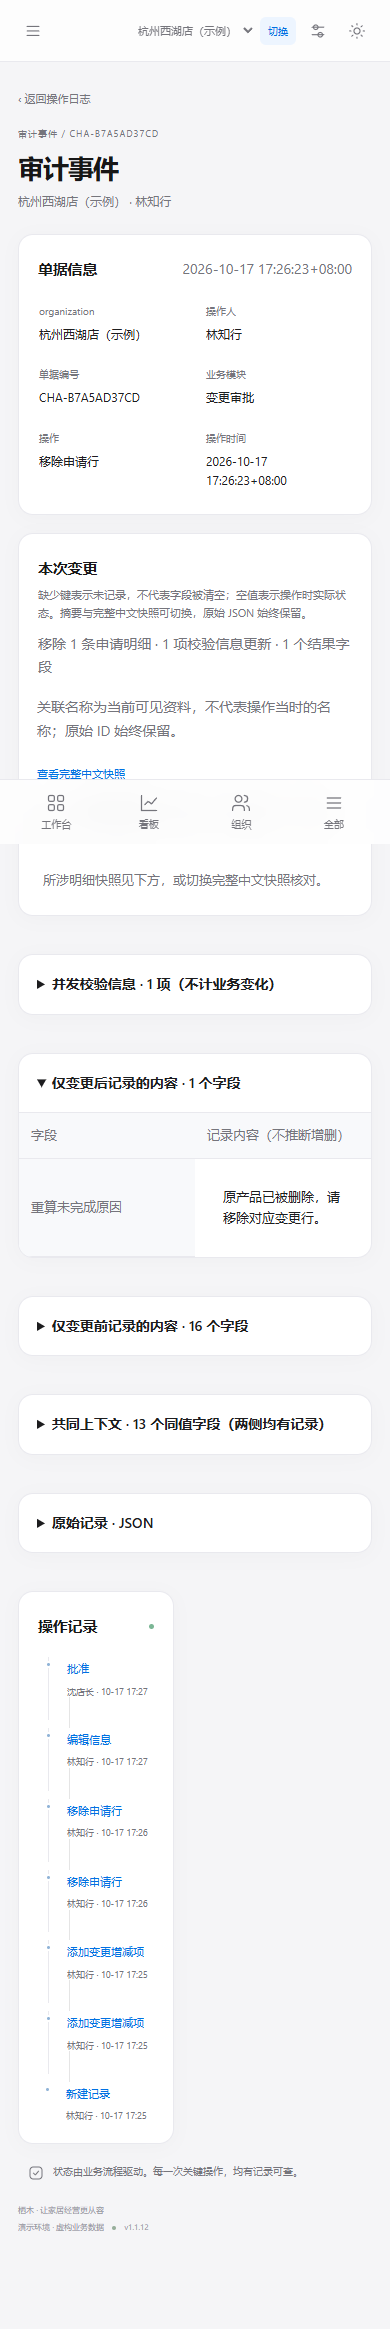 杭州西湖店（示例）
切换
‹ 返回操作日志
审计事件 / CHA-B7A5AD37CD
审计事件
杭州西湖店（示例） · 林知行
单据信息
2026-10-17 17:26:23+08:00
organization
操作人
杭州西湖店（示例）
林知行
单据编号
业务模块
CHA-B7A5AD37CD
变更审批
操作
操作时间
移除申请行
2026-10-17
17:26:23+08:00
本次变更
缺少键表示未记录，不代表字段被清空；空值表示操作时实际状
态。摘要与完整中文快照可切换，原始 JSON 始终保留。
移除 1 条申请明细 · 1 项校验信息更新 · 1 个结果字
段
关联名称为当前可见资料，不代表操作当时的名
称；原始 ID 始终保留。
查看完整中文快照
工作台
看板
组织
全部
所涉明细快照见下方，或切换完整中文快照核对。
并发校验信息 · 1 项（不计业务变化）
仅变更后记录的内容 · 1 个字段
字段
记录内容（不推断增删）
重算未完成原因
原产品已被删除，请
移除对应变更行。
仅变更前记录的内容 · 16 个字段
共同上下文 · 13 个同值字段（两侧均有记录）
原始记录 · JSON
操作记录
批准
沈店长 · 10-17 17:27
编辑信息
林知行 · 10-17 17:27
移除申请行
林知行 · 10-17 17:26
移除申请行
林知行 · 10-17 17:26
添加变更增减项
林知行 · 10-17 17:25
添加变更增减项
林知行 · 10-17 17:25
新建记录
林知行 · 10-17 17:25
状态由业务流程驱动。每一次关键操作，均有记录可查。
栖木 · 让家居经营更从容
演示环境 · 虚构业务数据
v1.1.12